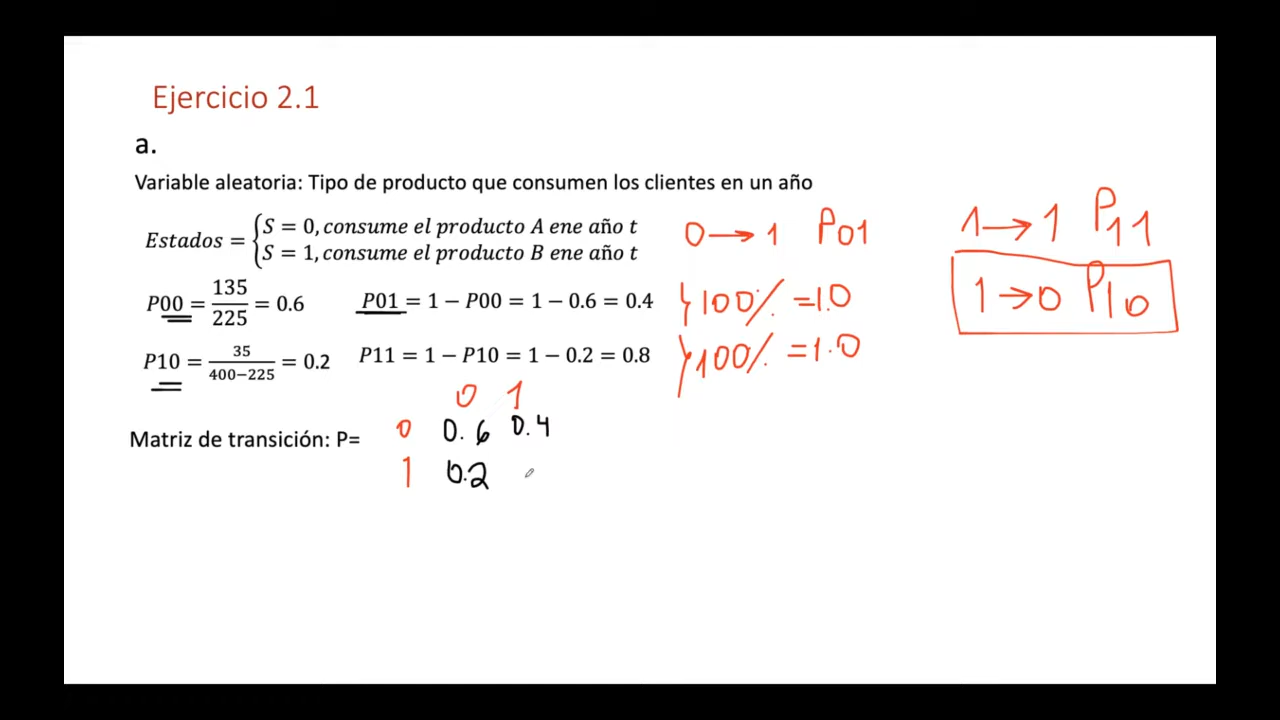 Ejercicio 2.1
a.
Variable aleatoria: Tipo de producto que consumen los clientes en un año
Estados = {S = 0, consume el producto A ene año t
S = 1, consume el producto B ene año t
0 → 1 P01
1 → 1 P11
1 → 0 P10
P00 = 135/225 = 0.6 P01 = 1 − P00 = 1 − 0.6 = 0.4 } 100% = 1.0
P10 = 35/400−225 = 0.2 P11 = 1 − P10 = 1 − 0.2 = 0.8 } 100% = 1.0
0 1
Matriz de transición: P= 0 0.6 0.4
1 0.2